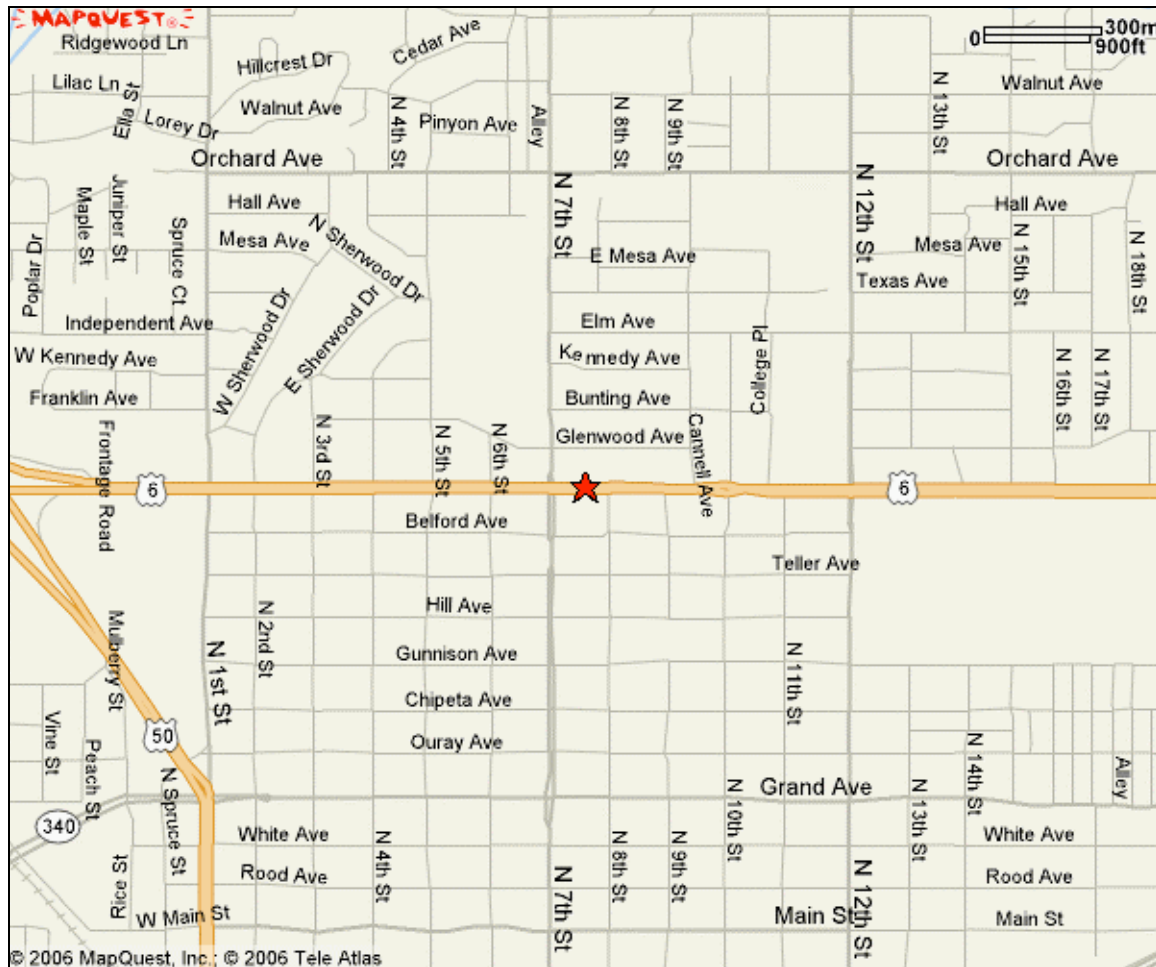 MAPQUEST®
0 300m
900ft
Ridgewood Ln
Cedar Ave
Hillcrest Dr
Lilac Ln
Ella St
Lorey Dr
Walnut Ave
N 4th St
Pinyon Ave
Alley
N 8th St
N 9th St
N 13th St
Walnut Ave
Orchard Ave
Orchard Ave
Poplar Dr
Maple St
Juniper St
Spruce Ct
Hall Ave
Mesa Ave
N Sherwood Dr
N 7th St
E Mesa Ave
N 12th St
Hall Ave
Mesa Ave
Texas Ave
N 15th St
N 18th St
Independent Ave
W Kennedy Ave
Franklin Ave
W Sherwood Dr
E Sherwood Dr
Elm Ave
Kennedy Ave
Bunting Ave
Glenwood Ave
College Pl
Cannell Ave
N 16th St
N 17th St
Frontage Road
6
N 3rd St
N 5th St
N 6th St
6
Belford Ave
Teller Ave
Hill Ave
Gunnison Ave
Chipeta Ave
Ouray Ave
Mulberry St
N 1st St
N 2nd St
N 11th St
Vine St
Peach St
50
N Spruce St
Grand Ave
N 10th St
N 13th St
N 14th St
Alley
340
Rice St
White Ave
Rood Ave
W Main St
N 4th St
N 7th St
N 8th St
N 9th St
Main St
N 12th St
White Ave
Rood Ave
Main St
© 2006 MapQuest, Inc.; © 2006 Tele Atlas